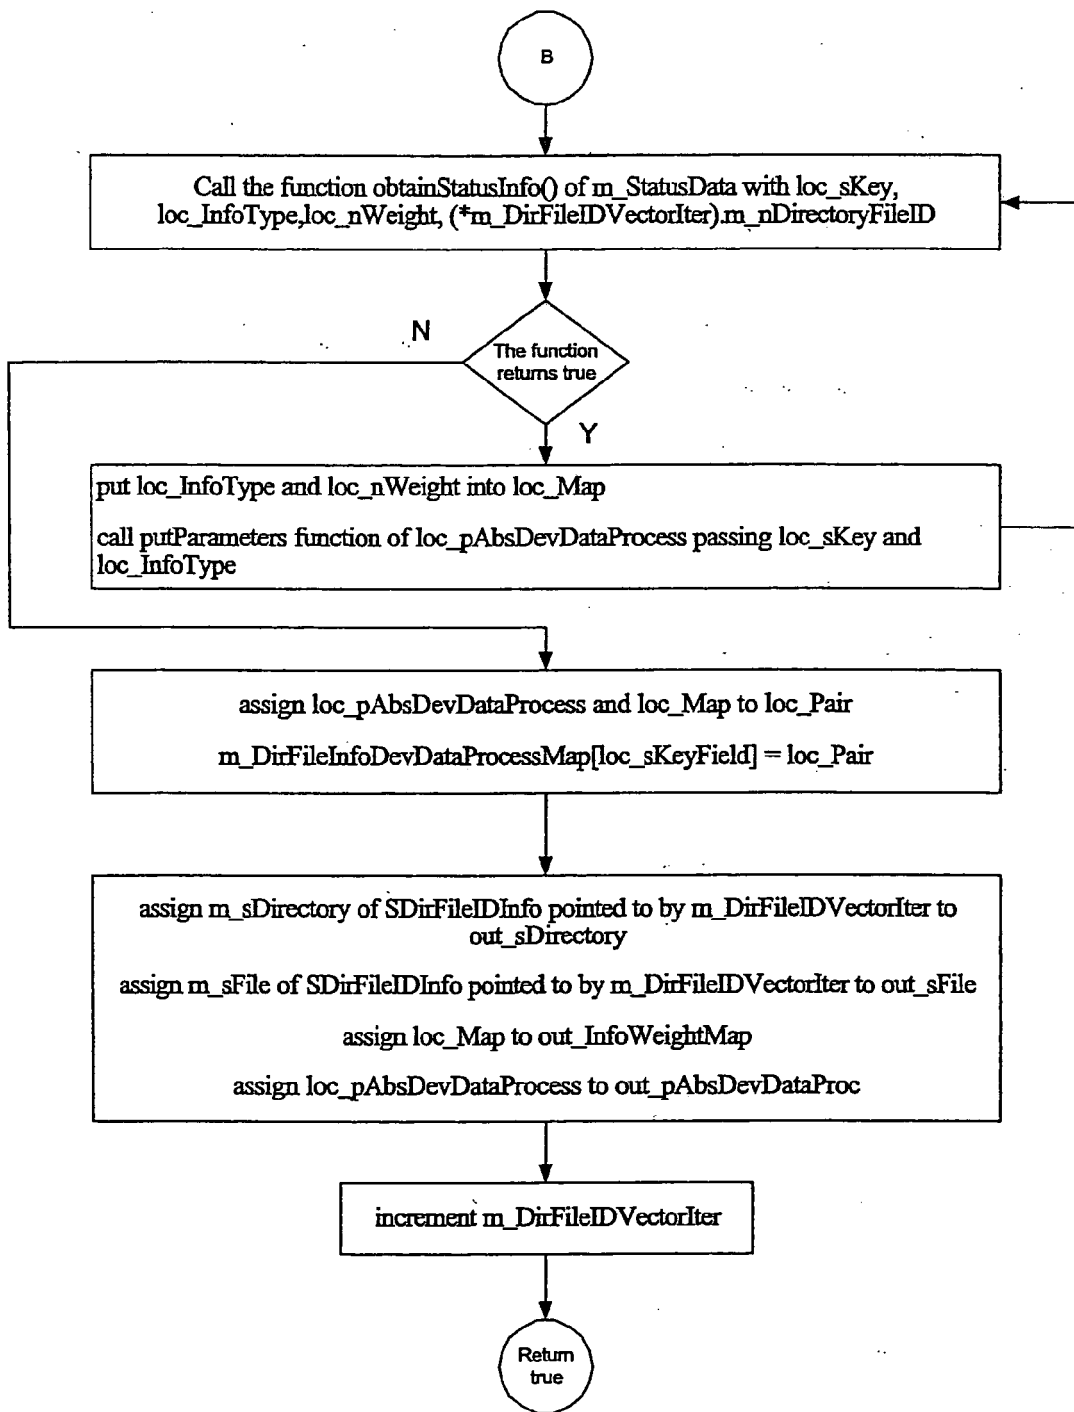 B
Call the function obtainStatusInfo() of m_StatusData with loc_sKey,
loc_InfoType,loc_nWeight, (*m_DirFileIDVectorIter).m_nDirectoryFileID
N
The function
returns true
Y
put loc_InfoType and loc_nWeight into loc_Map
call putParameters function of loc_pAbsDevDataProcess passing loc_sKey and
loc_InfoType
assign loc_pAbsDevDataProcess and loc_Map to loc_Pair
m_DirFileInfoDevDataProcessMap[loc_sKeyField] = loc_Pair
assign m_sDirectory of SDirFileIDInfo pointed to by m_DirFileIDVectorIter to
out_sDirectory
assign m_sFile of SDirFileIDInfo pointed to by m_DirFileIDVectorIter to out_sFile
assign loc_Map to out_InfoWeightMap
assign loc_pAbsDevDataProcess to out_pAbsDevDataProc
increment m_DirFileIDVectorIter
Return
true